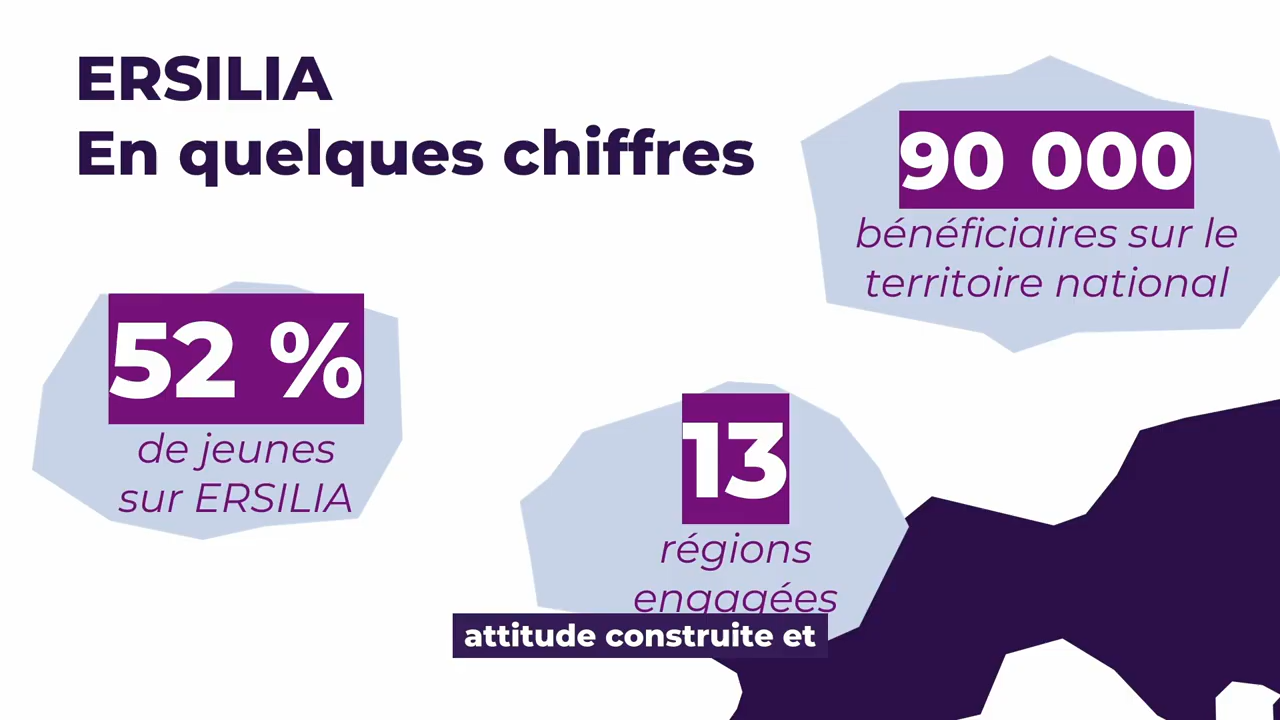 ERSILIA
En quelques chiffres
90 000
bénéficiaires sur le
territoire national
52 %
de jeunes
sur ERSILIA
13
régions
engagées
attitude construite et